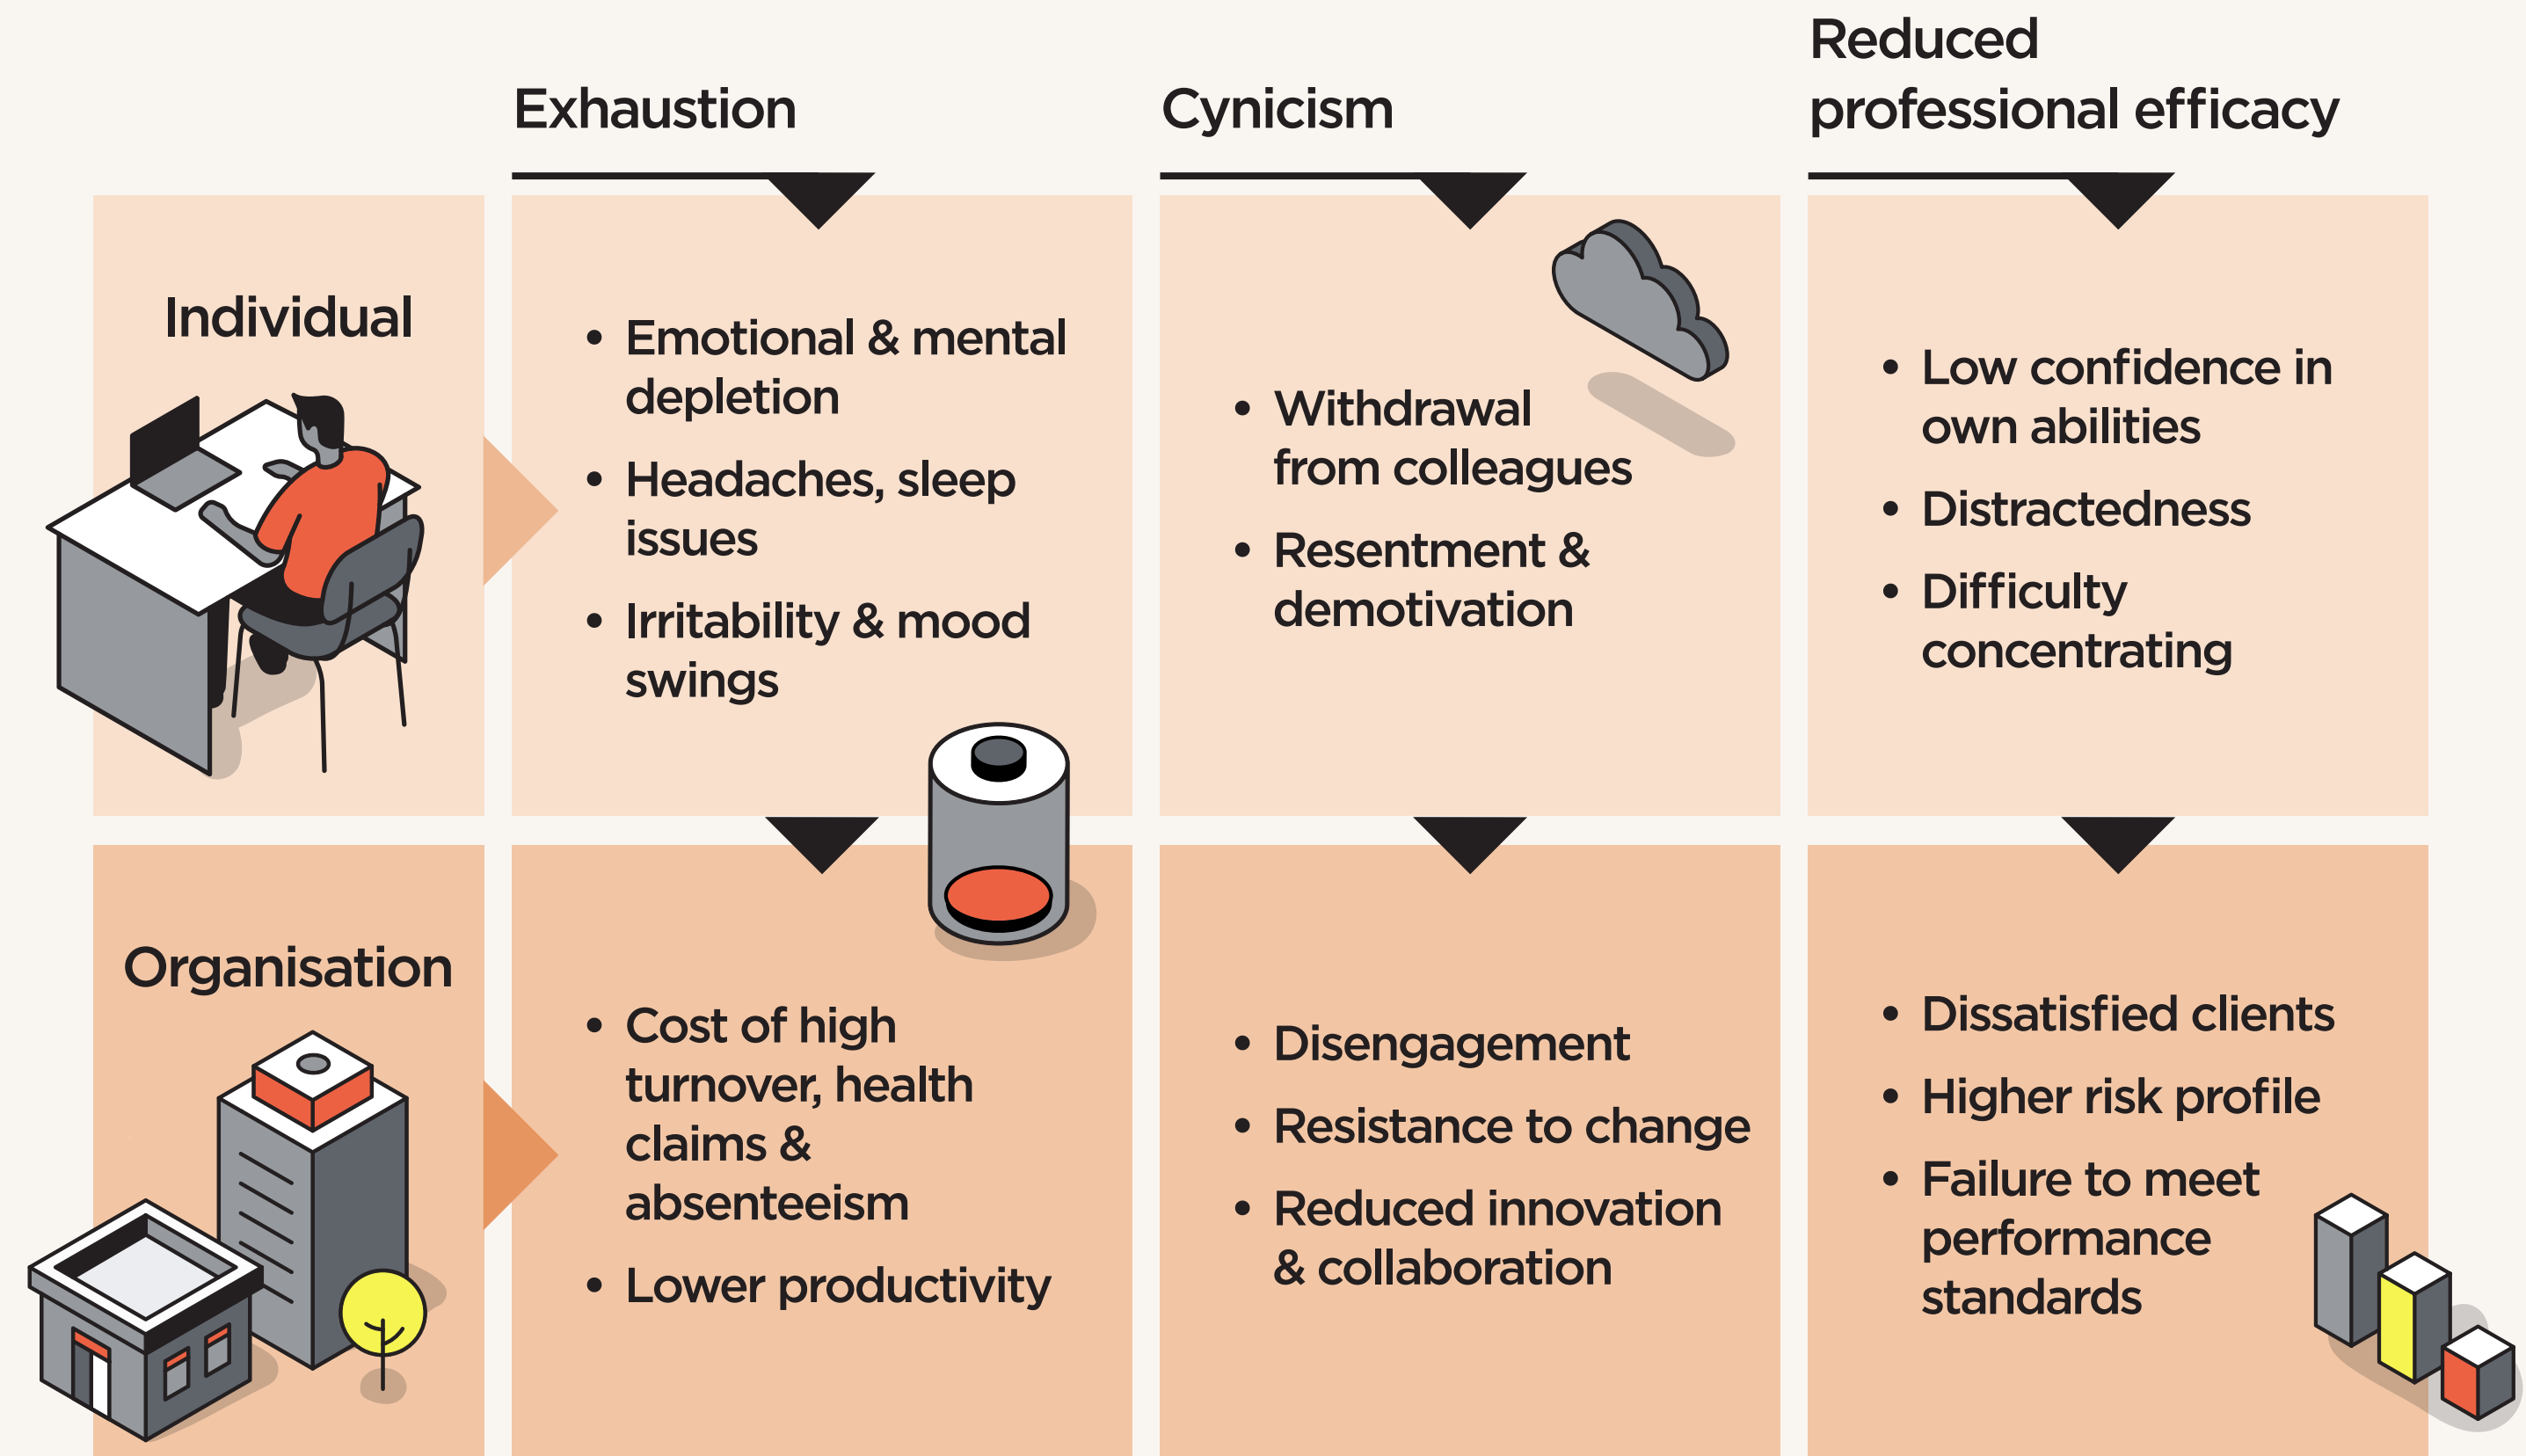 Exhaustion
Cynicism
Reduced
professional efficacy
Individual
• Emotional & mental
depletion
• Headaches, sleep
issues
• Irritability & mood
swings
• Withdrawal
from colleagues
• Resentment &
demotivation
• Low confidence in
own abilities
• Distractedness
• Difficulty
concentrating
Organisation
• Cost of high
turnover, health
claims &
absenteeism
• Lower productivity
• Disengagement
• Resistance to change
• Reduced innovation
& collaboration
• Dissatisfied clients
• Higher risk profile
• Failure to meet
performance
standards